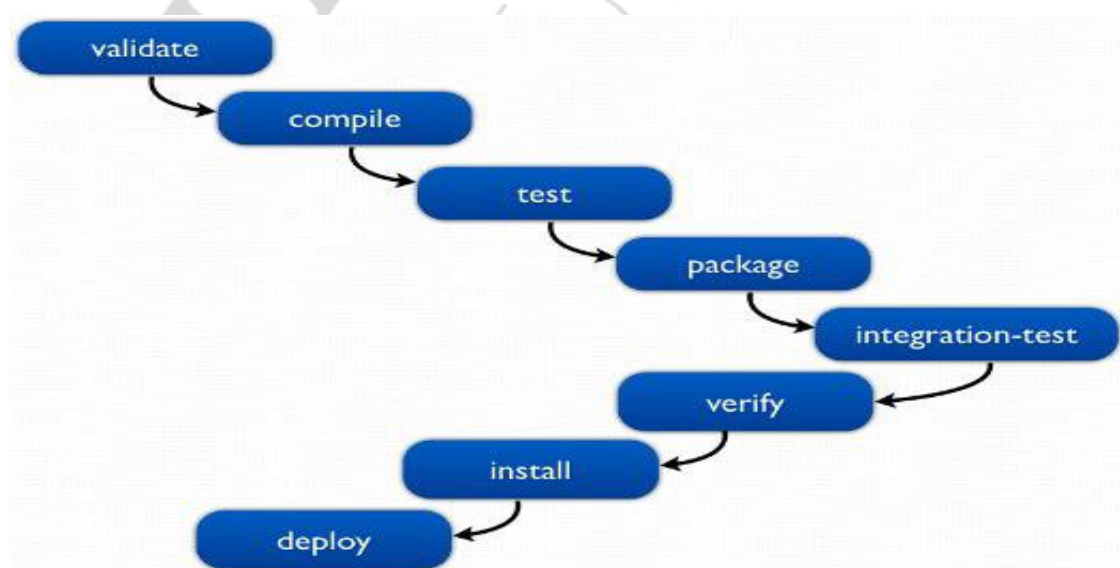 validate
compile
test
package
integration-test
verify
install
deploy